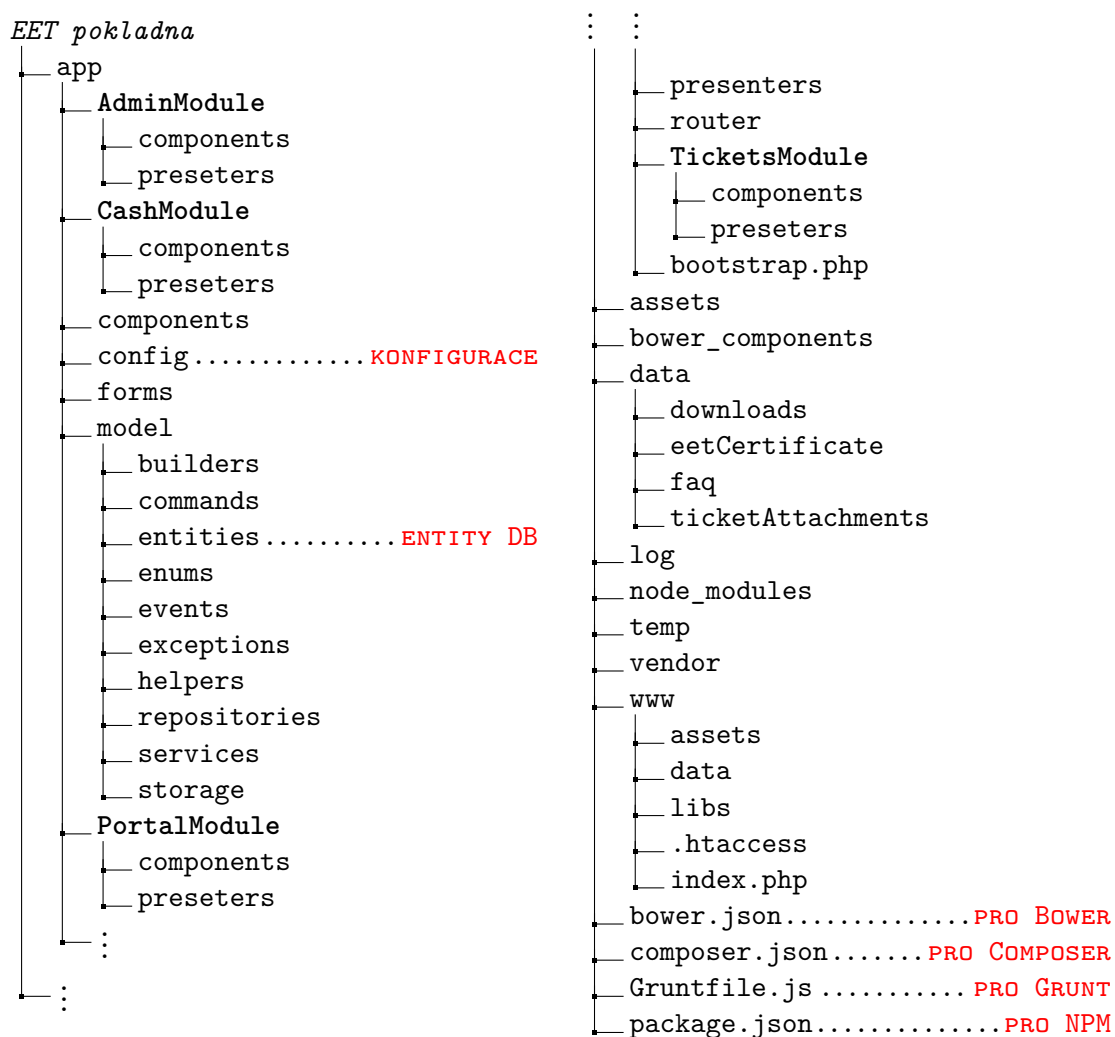 EET pokladna
app
AdminModule
components
preseters
CashModule
components
preseters
components
config.............KONFIGURACE
forms
model
builders
commands
entities..........ENTITY DB
enums
events
exceptions
helpers
repositories
services
storage
PortalModule
components
preseters
⋮
⋮
⋮ ⋮
presenters
router
TicketsModule
components
preseters
bootstrap.php
assets
bower_components
data
downloads
eetCertificate
faq
ticketAttachments
log
node_modules
temp
vendor
www
assets
data
libs
.htaccess
index.php
bower.json..............PRO BOWER
composer.json.......PRO COMPOSER
Gruntfile.js...........PRO GRUNT
package.json..............PRO NPM